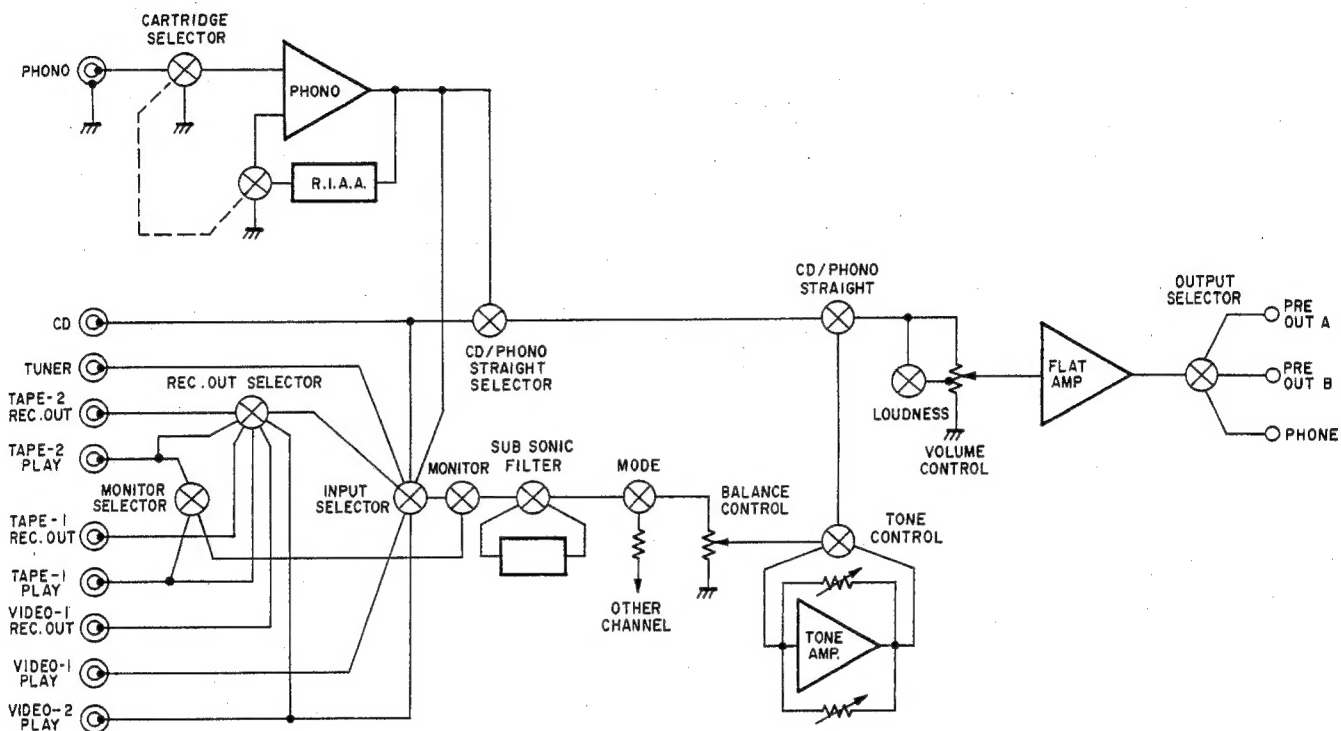 CARTRIDGE
SELECTOR
PHONO
PHONO
R.I.A.A.
CD/PHONO
STRAIGHT
OUTPUT
SELECTOR
PRE
OUT A
CD
CD/PHONO
STRAIGHT
SELECTOR
FLAT
AMP
PRE
OUT B
TUNER
REC.OUT SELECTOR
LOUDNESS
TAPE-2
REC.OUT
VOLUME
CONTROL
PHONE
TAPE-2
PLAY
MONITOR
SELECTOR
INPUT
SELECTOR
MONITOR
SUB SONIC
FILTER
MODE
BALANCE
CONTROL
TONE
CONTROL
TAPE-1
REC.OUT
TAPE-1
PLAY
OTHER
CHANNEL
VIDEO-1
REC.OUT
TONE
AMP.
VIDEO-1
PLAY
VIDEO-2
PLAY